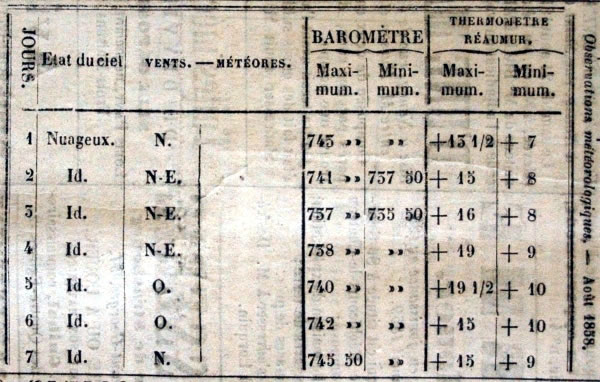 JOURS. Etat du ciel VENTS. — MÉTÉORES. BAROMÈTRE THERMOMETRE RÉAUMUR.
Maximum. Minimum. Maximum. Minimum.
1 Nuageux. N. 743 »» »» +13 1/2 + 7
2 Id. N-E. 741 »» 737 50 + 15 + 8
3 Id. N-E. 737 »» 735 50 + 16 + 8
4 Id. N-E. 738 »» »» + 19 + 9
5 Id. O. 740 »» »» +19 1/2 + 10
6 Id. O. 742 »» »» + 15 + 10
7 Id. N. 745 50 »» + 15 + 9
Observations météorologiques, — Août 1858.